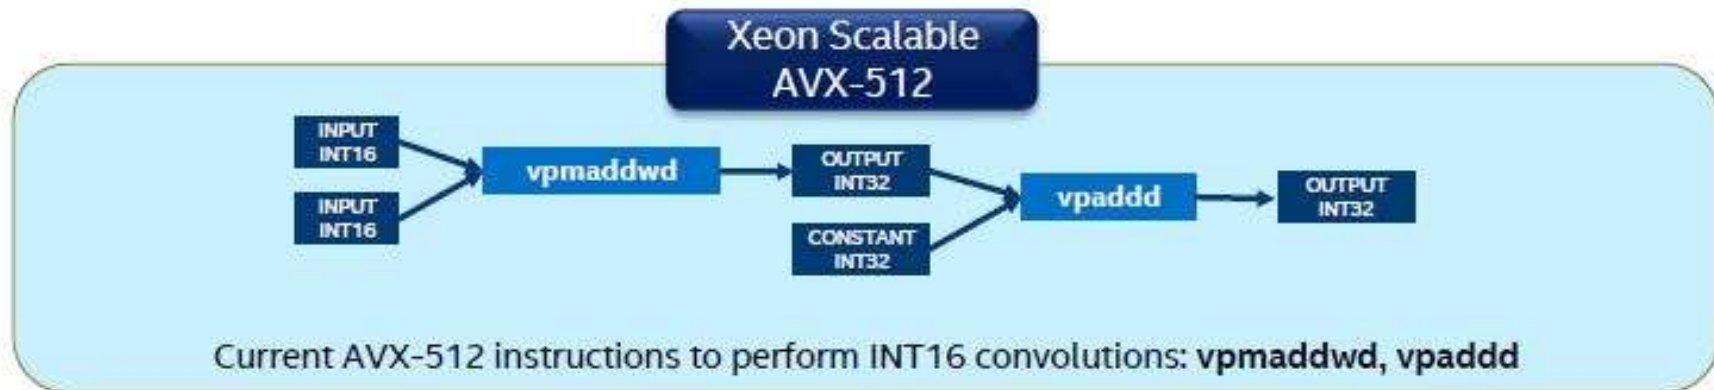 Xeon Scalable
AVX-512
INPUT
INT16
INPUT
INT16
vpmaddwd
OUTPUT
INT32
CONSTANT
INT32
vpaddd
OUTPUT
INT32
Current AVX-512 instructions to perform INT16 convolutions: vpmaddwd, vpaddd